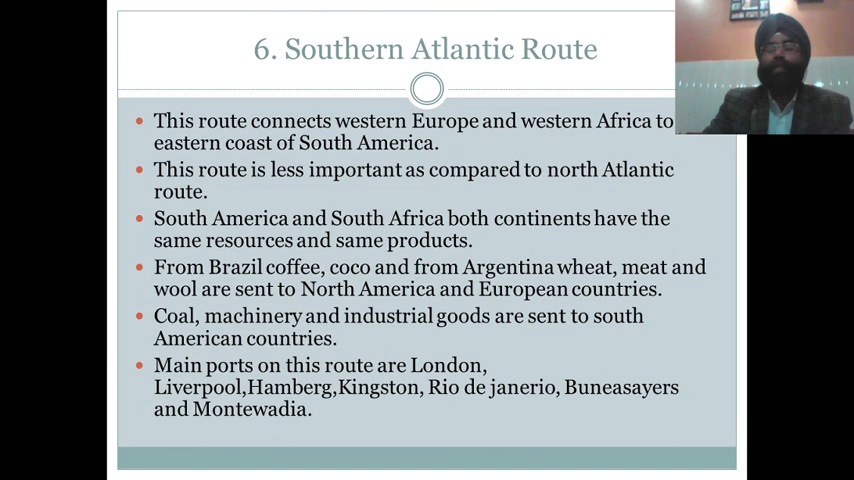 6. Southern Atlantic Route
This route connects western Europe and western Africa to
eastern coast of South America.
This route is less important as compared to north Atlantic
route.
South America and South Africa both continents have the
same resources and same products.
From Brazil coffee, coco and from Argentina wheat, meat and
wool are sent to North America and European countries.
Coal, machinery and industrial goods are sent to south
American countries.
Main ports on this route are London,
Liverpool,Hamberg,Kingston, Rio de janerio, Buneasayers
and Montewadia.